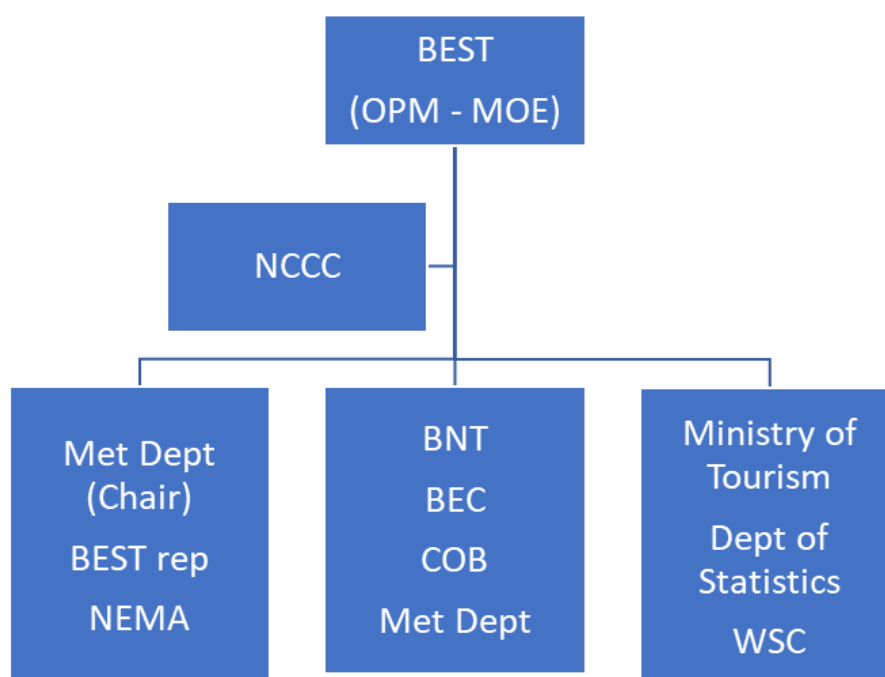 BEST
(OPM - MOE)
NCCC
Met Dept
(Chair)
BEST rep
NEMA
BNT
BEC
COB
Met Dept
Ministry of
Tourism
Dept of
Statistics
WSC